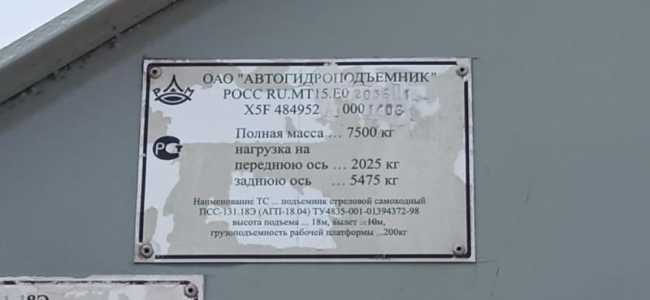 ОАО "АВТОГИДРОПОДЪЕМНИК"
РОСС RU.МТ15.Е0
X5F 484952
Полная масса ... 7500 кг
нагрузка на
переднюю ось ... 2025 кг
заднюю ось ... 5475 кг
Наименование ТС ... подъемник стреловой самоходный
ПСС-131.18Э (АГП-18.04) ТУ4835-001-01394372-98
высота подъема ... 18м, вылет ... 10м,
грузоподъемность рабочей платформы ...200кг